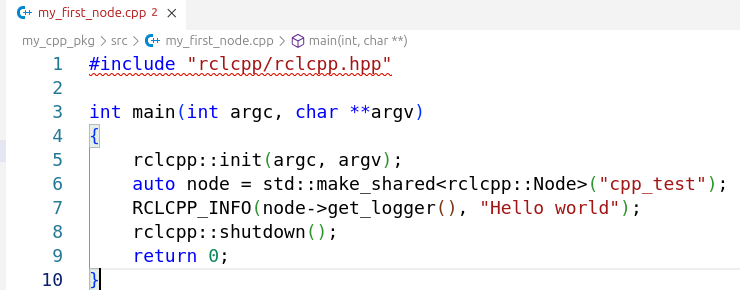 my_first_node.cpp 2 ×
my_cpp_pkg > src > my_first_node.cpp > main(int, char **)
1 #include "rclcpp/rclcpp.hpp"
2
3 int main(int argc, char **argv)
4 {
5     rclcpp::init(argc, argv);
6     auto node = std::make_shared<rclcpp::Node>("cpp_test");
7     RCLCPP_INFO(node->get_logger(), "Hello world");
8     rclcpp::shutdown();
9     return 0;
10 }